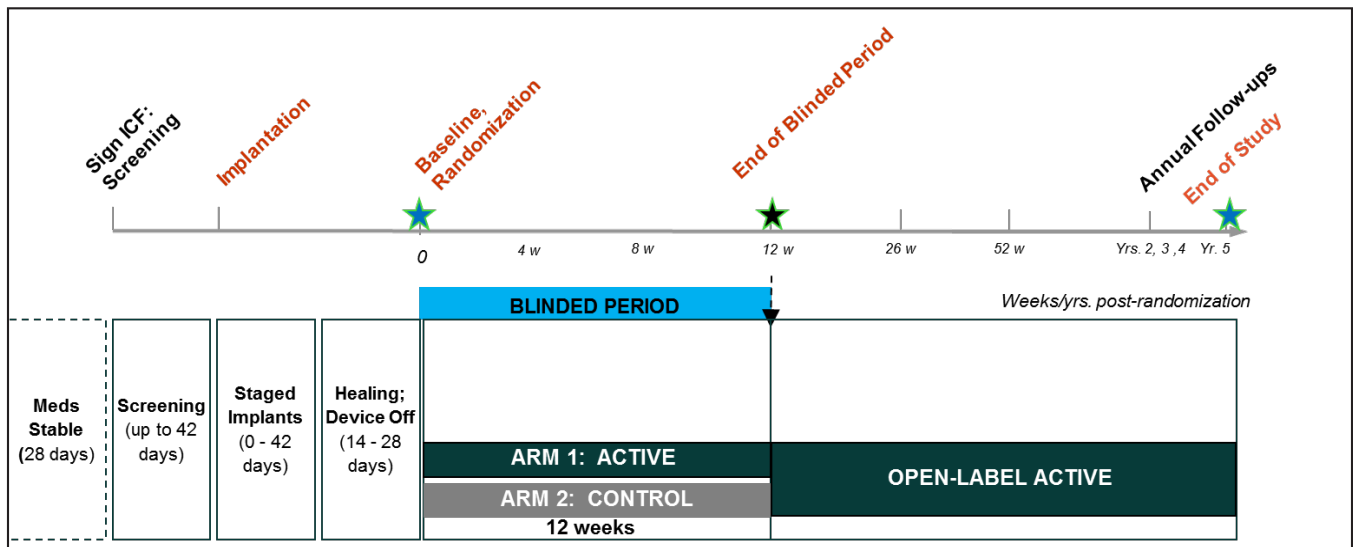 Sign ICF:
Screening
Implantation
Baseline,
Randomization
End of Blinded Period
Annual Follow-ups
End of Study
0
4 w
8 w
12 w
26 w
52 w
Yrs. 2, 3 ,4
Yr. 5
BLINDED PERIOD
Weeks/yrs. post-randomization
Meds
Stable
(28 days)
Screening
(up to 42
days)
Staged
Implants
(0 - 42
days)
Healing;
Device Off
(14 - 28
days)
ARM 1: ACTIVE
ARM 2: CONTROL
12 weeks
OPEN-LABEL ACTIVE